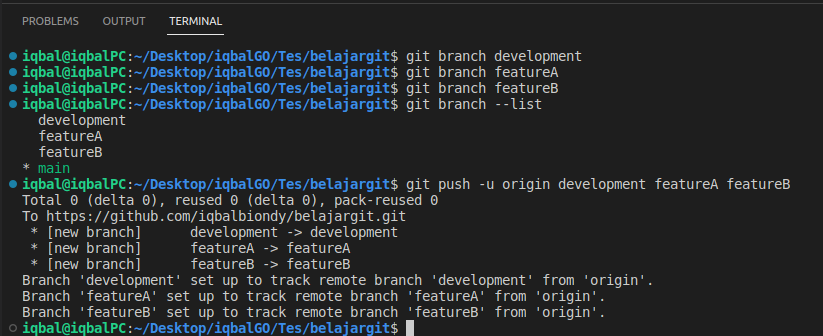 PROBLEMS OUTPUT TERMINAL
iqbal@iqbalPC:~/Desktop/iqbalGO/Tes/belajargit$ git branch development
iqbal@iqbalPC:~/Desktop/iqbalGO/Tes/belajargit$ git branch featureA
iqbal@iqbalPC:~/Desktop/iqbalGO/Tes/belajargit$ git branch featureB
iqbal@iqbalPC:~/Desktop/iqbalGO/Tes/belajargit$ git branch --list
  development
  featureA
  featureB
* main
iqbal@iqbalPC:~/Desktop/iqbalGO/Tes/belajargit$ git push -u origin development featureA featureB
Total 0 (delta 0), reused 0 (delta 0), pack-reused 0
To https://github.com/iqbalbiondy/belajargit.git
 * [new branch]      development -> development
 * [new branch]      featureA -> featureA
 * [new branch]      featureB -> featureB
Branch 'development' set up to track remote branch 'development' from 'origin'.
Branch 'featureA' set up to track remote branch 'featureA' from 'origin'.
Branch 'featureB' set up to track remote branch 'featureB' from 'origin'.
iqbal@iqbalPC:~/Desktop/iqbalGO/Tes/belajargit$